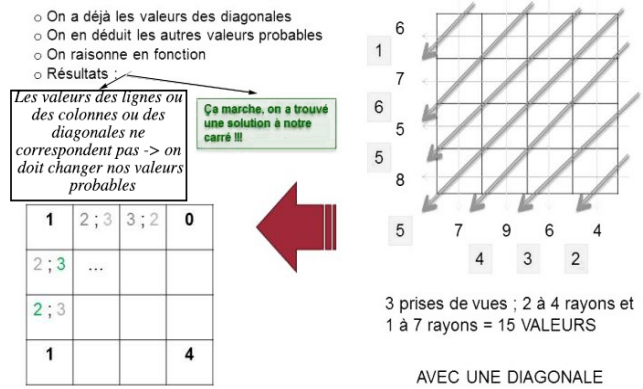 ○ On a déjà les valeurs des diagonales
○ On en déduit les autres valeurs probables
○ On raisonne en fonction
○ Résultats :
Les valeurs des lignes ou
des colonnes ou des
diagonales ne
correspondent pas -> on
doit changer nos valeurs
probables
Ça marche, on a trouvé
une solution à notre
carré !!!
1 2 ; 3 3 ; 2 0
2 ; 3 ...
2 ; 3
1 4
6
1
7
6
5
5
8
5 7 9 6 4
4 3 2
3 prises de vues ; 2 à 4 rayons et
1 à 7 rayons = 15 VALEURS
AVEC UNE DIAGONALE